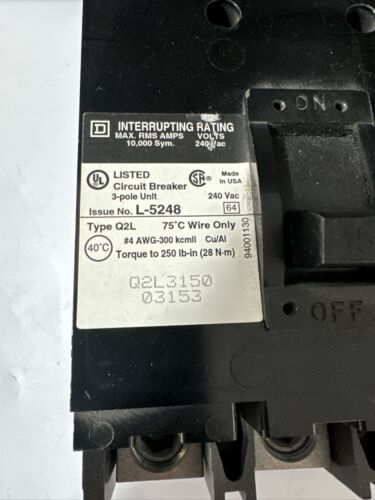 ON
D INTERRUPTING RATING
MAX. RMS AMPS VOLTS
10,000 Sym. 240 Vac
UL LISTED SA Made
Circuit Breaker in USA
3-pole Unit 240 Vac
Issue No. L-5248 64
Type Q2L 75°C Wire Only
40°C #4 AWG-300 kcmil Cu/Al
Torque to 250 lb-in (28 N·m)
94001130
Q2L3150
03153
OFF